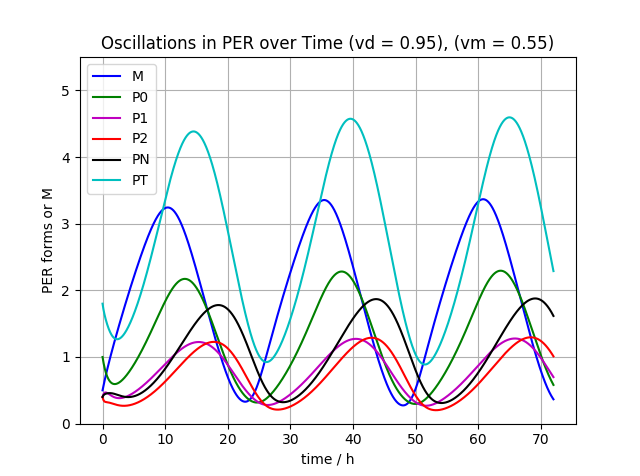 Oscillations in PER over Time (vd = 0.95), (vm = 0.55)
M
P0
P1
P2
PN
PT
PER forms or M
5
4
3
2
1
0
0 10 20 30 40 50 60 70
time / h